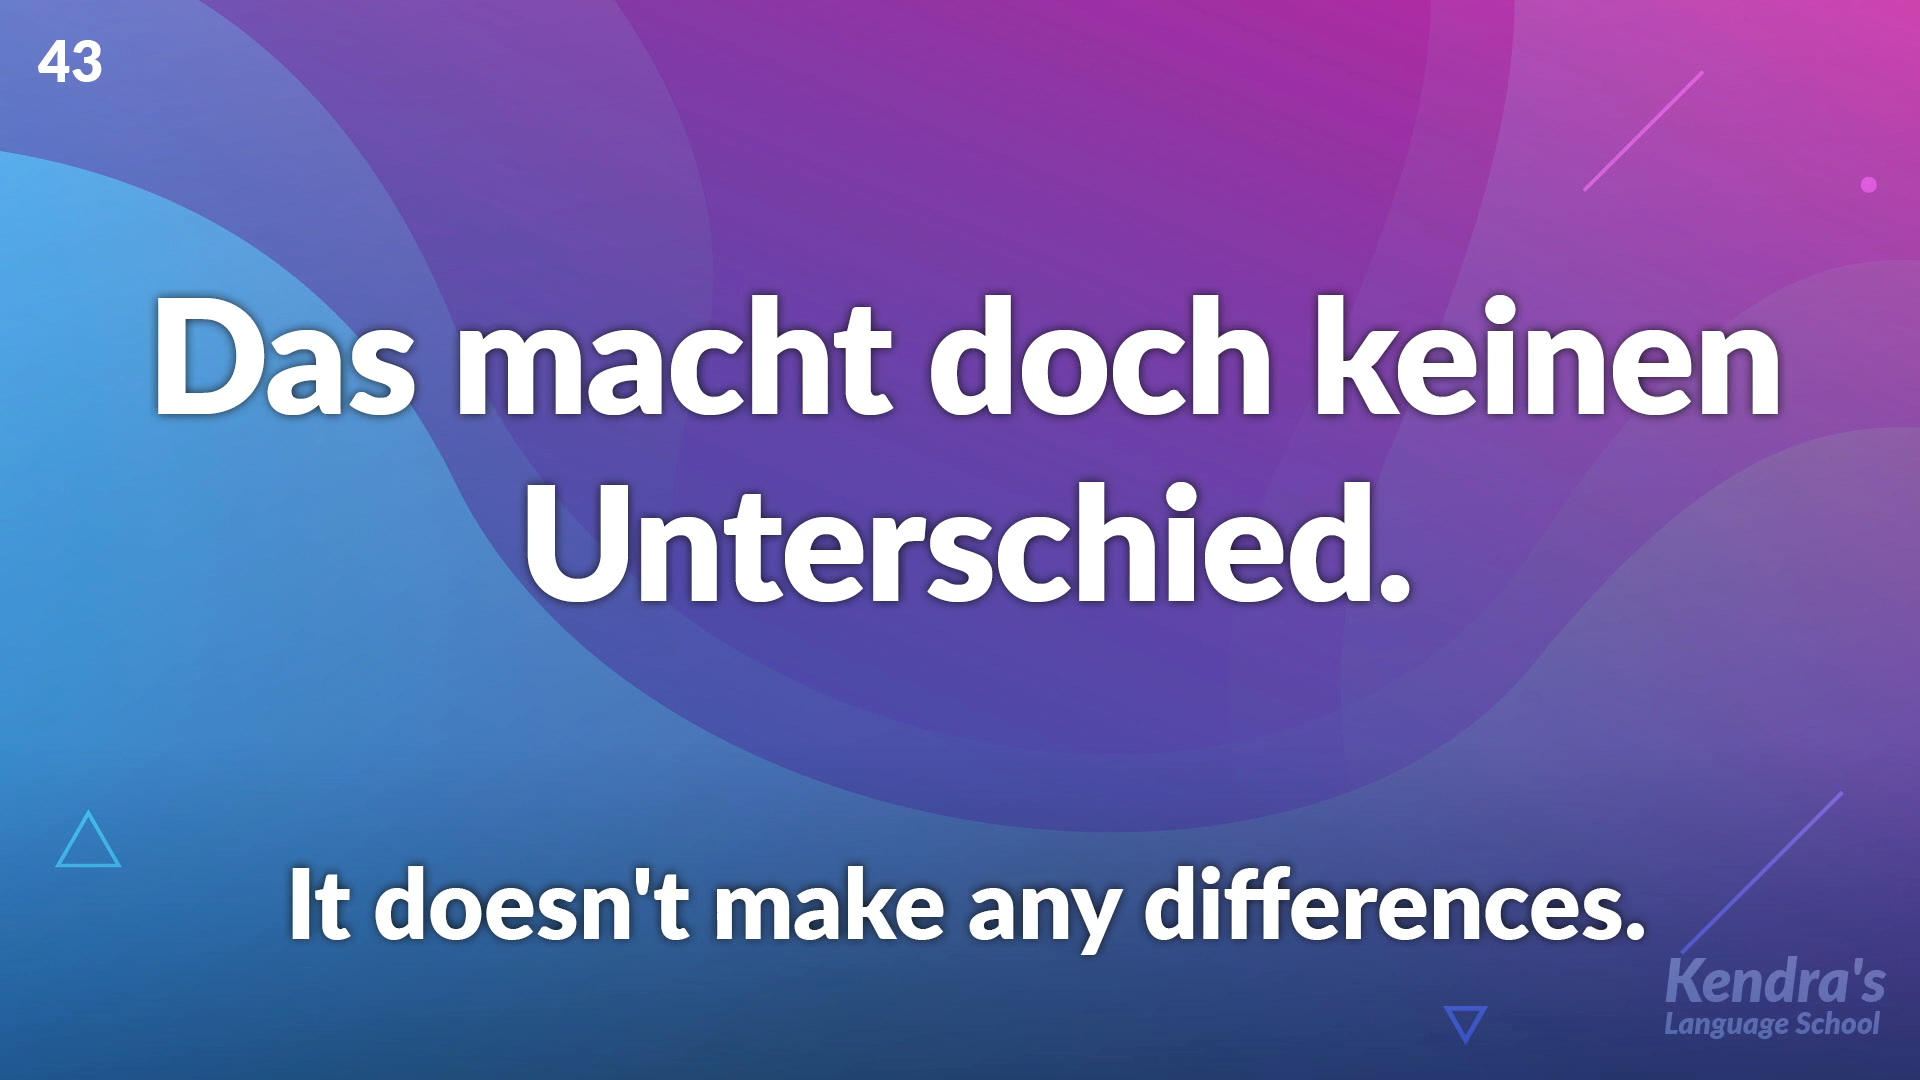 43
Das macht doch keinen
Unterschied.
It doesn't make any differences.
Kendra's
Language School